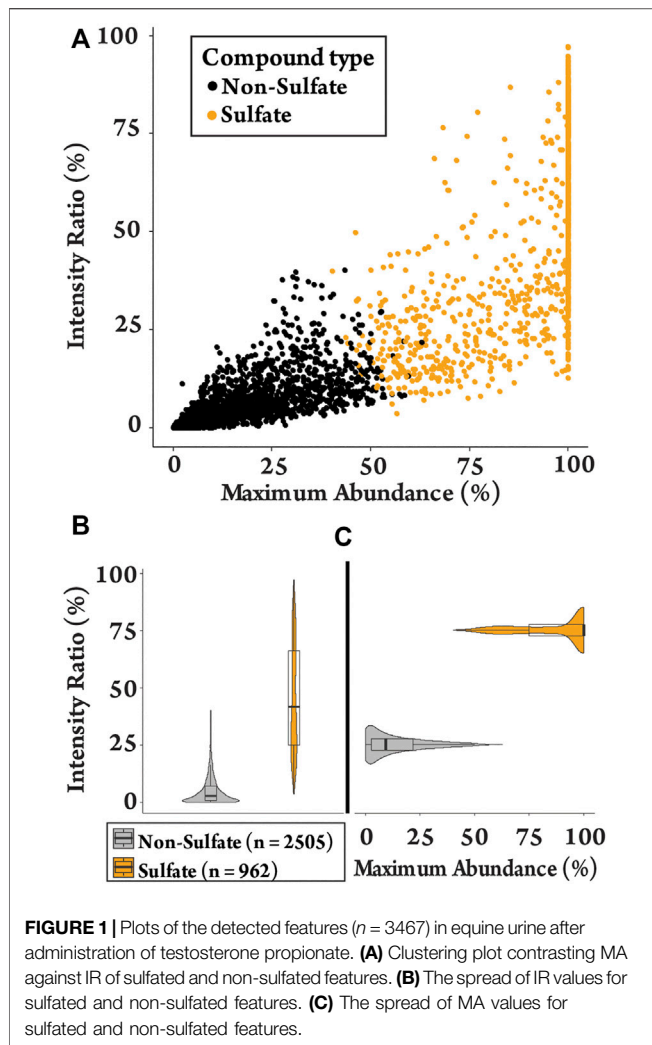 A
100
75
50
25
0
Intensity Ratio (%)
Compound type
Non-Sulfate
Sulfate
0 25 50 75 100
Maximum Abundance (%)
B
C
100
75
50
25
0
Intensity Ratio (%)
0 25 50 75 100
Maximum Abundance (%)
Non-Sulfate (n = 2505)
Sulfate (n = 962)
FIGURE 1 | Plots of the detected features (n = 3467) in equine urine after
administration of testosterone propionate. (A) Clustering plot contrasting MA
against IR of sulfated and non-sulfated features. (B) The spread of IR values for
sulfated and non-sulfated features. (C) The spread of MA values for
sulfated and non-sulfated features.